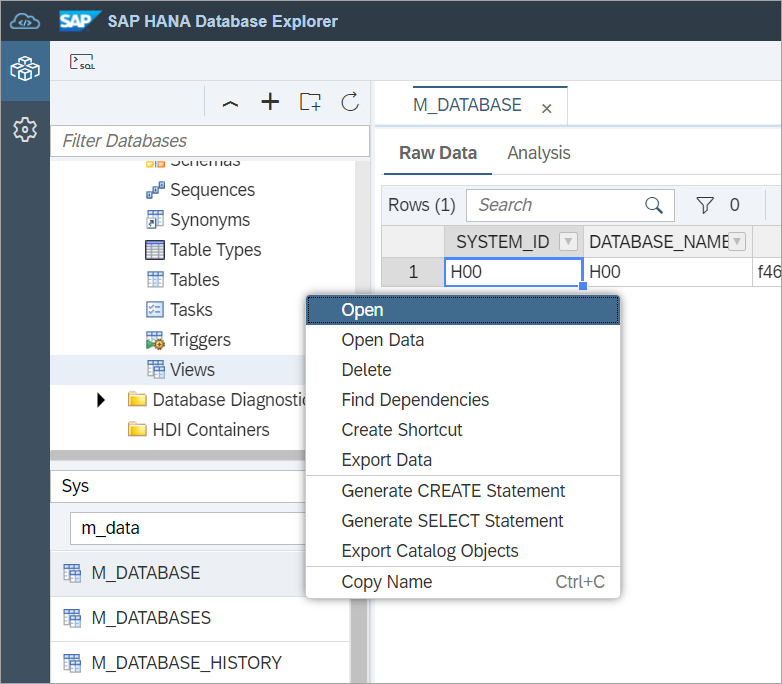 SAP SAP HANA Database Explorer
SQL
M_DATABASE
Filter Databases
Raw Data Analysis
Schemas
Sequences
Synonyms
Table Types
Tables
Tasks
Triggers
Views
Database Diagnostic
HDI Containers
Rows (1) Search 0
SYSTEM_ID DATABASE_NAME
1 H00 H00 f46
Open
Open Data
Delete
Find Dependencies
Create Shortcut
Export Data
Generate CREATE Statement
Generate SELECT Statement
Export Catalog Objects
Copy Name Ctrl+C
Sys
m_data
M_DATABASE
M_DATABASES
M_DATABASE_HISTORY